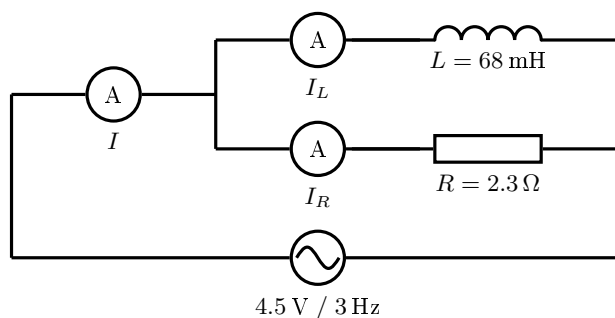 A
I_L
L = 68 mH
A
I
A
I_R
R = 2.3 Ω
4.5 V / 3 Hz